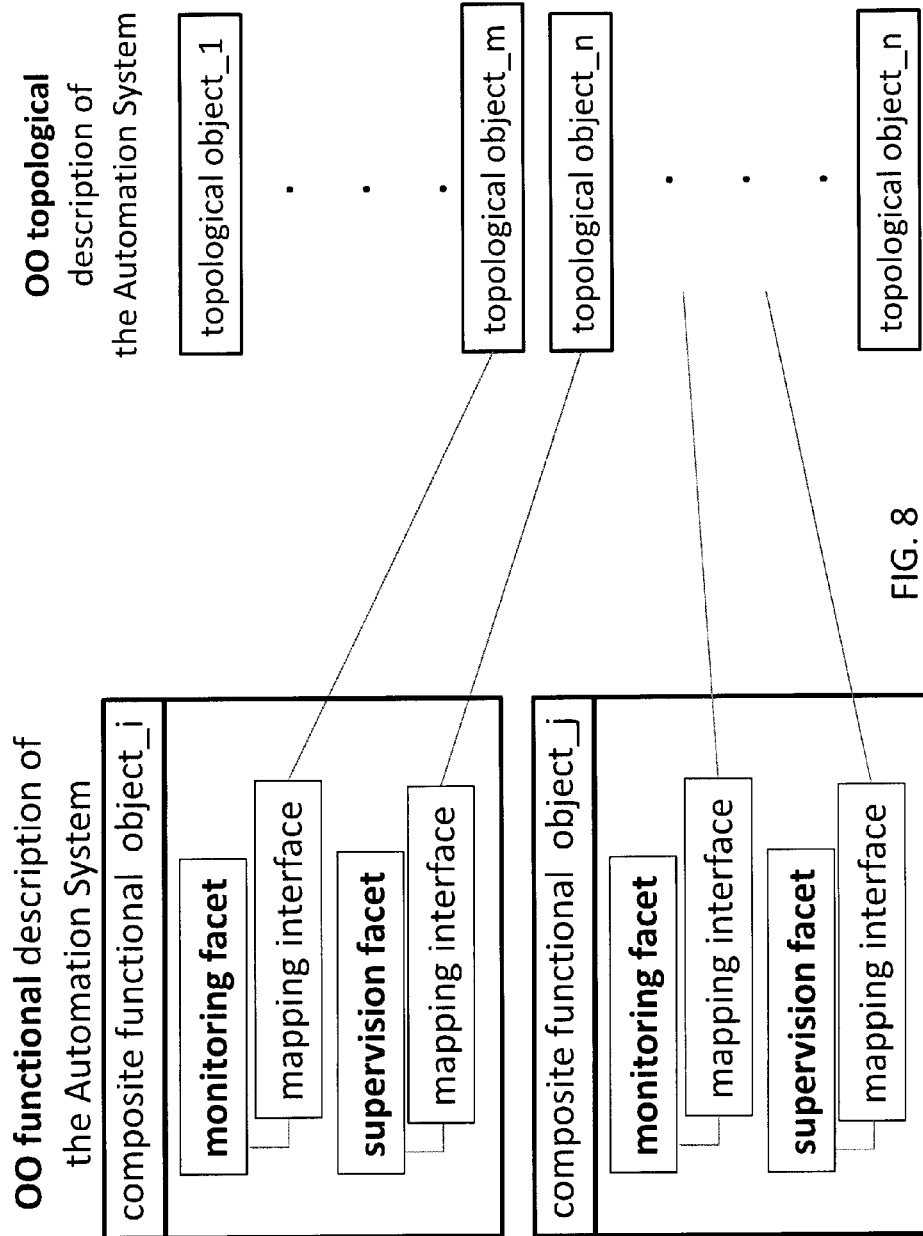 OO functional description of
the Automation System
composite functional object_i
monitoring facet
mapping interface
supervision facet
mapping interface
composite functional object_j
monitoring facet
mapping interface
supervision facet
mapping interface
OO topological
description of
the Automation System
topological object_1
topological object_m
topological object_n
topological object_n
FIG. 8